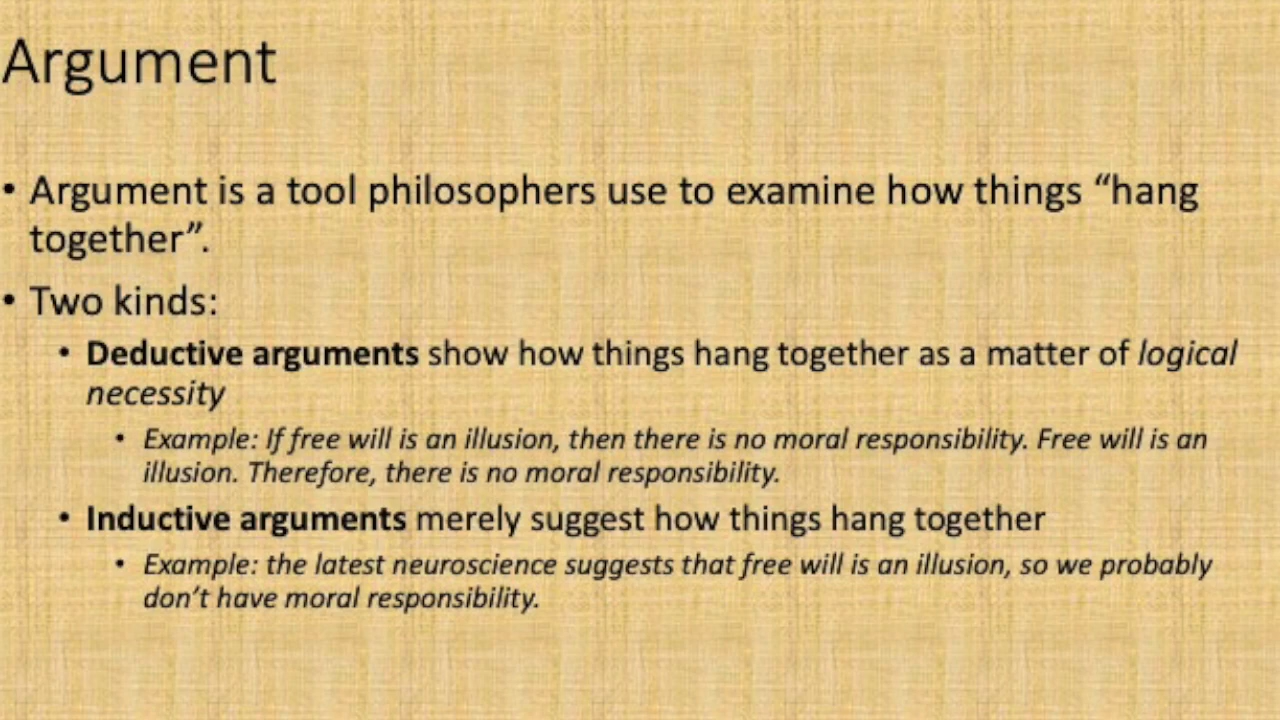 Argument
• Argument is a tool philosophers use to examine how things “hang
together”.
• Two kinds:
• Deductive arguments show how things hang together as a matter of logical
necessity
• Example: If free will is an illusion, then there is no moral responsibility. Free will is an
illusion. Therefore, there is no moral responsibility.
• Inductive arguments merely suggest how things hang together
• Example: the latest neuroscience suggests that free will is an illusion, so we probably
don’t have moral responsibility.